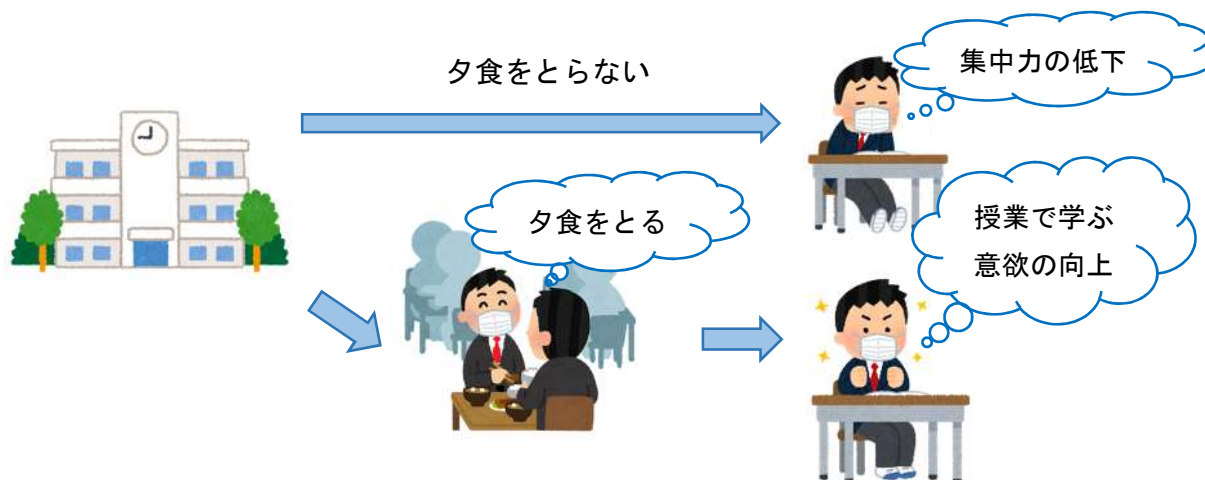 夕食をとらない
集中力の低下
夕食をとる
授業で学ぶ
意欲の向上